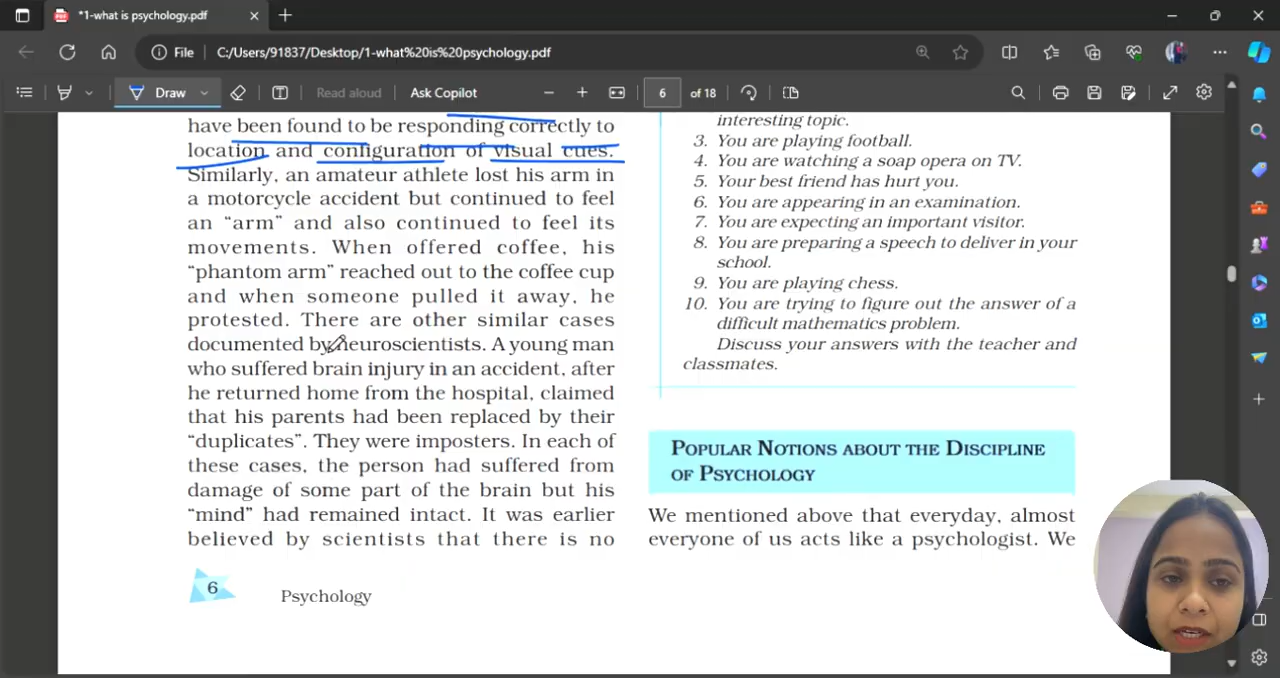 *1-what is psychology.pdf
File
C:/Users/91837/Desktop/1-what%20is%20psychology.pdf
Draw
Read aloud
Ask Copilot
6
of 18
have been found to be responding correctly to
location and configuration of visual cues.
Similarly, an amateur athlete lost his arm in
a motorcycle accident but continued to feel
an “arm” and also continued to feel its
movements. When offered coffee, his
“phantom arm” reached out to the coffee cup
and when someone pulled it away, he
protested. There are other similar cases
documented by neuroscientists. A young man
who suffered brain injury in an accident, after
he returned home from the hospital, claimed
that his parents had been replaced by their
“duplicates”. They were imposters. In each of
these cases, the person had suffered from
damage of some part of the brain but his
“mind” had remained intact. It was earlier
believed by scientists that there is no
6
Psychology
interesting topic.
3. You are playing football.
4. You are watching a soap opera on TV.
5. Your best friend has hurt you.
6. You are appearing in an examination.
7. You are expecting an important visitor.
8. You are preparing a speech to deliver in your
school.
9. You are playing chess.
10. You are trying to figure out the answer of a
difficult mathematics problem.
Discuss your answers with the teacher and
classmates.
POPULAR NOTIONS ABOUT THE DISCIPLINE
OF PSYCHOLOGY
We mentioned above that everyday, almost
everyone of us acts like a psychologist. We